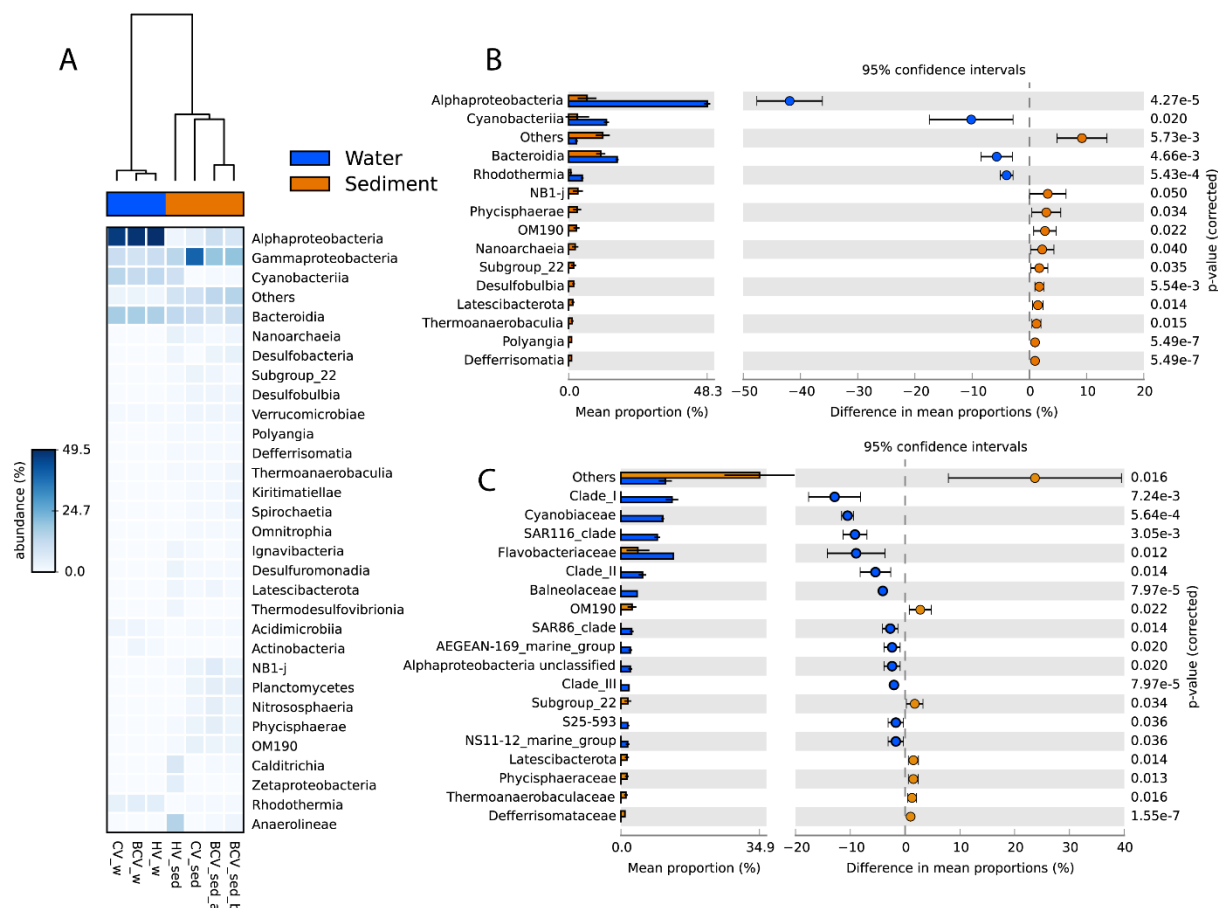 A
Water
Sediment
Alphaproteobacteria
Gammaproteobacteria
Cyanobacteriia
Others
Bacteroidia
Nanoarchaeia
Desulfobacteria
Subgroup_22
Desulfobulbia
Verrucomicrobiae
Polyangia
Defferrisomatia
Thermoanaerobaculia
Kiritimatiellae
Spirochaetia
Omnitrophia
Ignavibacteria
Desulfuromonadia
Latescibacterota
Thermodesulfovibrionia
Acidimicrobiia
Actinobacteria
NB1-j
Planctomycetes
Nitrososphaeria
Phycisphaerae
OM190
Calditrichia
Zetaproteobacteria
Rhodothermia
Anaerolineae
abundance (%)
49.5
24.7
0.0
CV_w
BCV_w
HV_w
HV_sed
CV_sed
BCV_sed_a
BCV_sed_b
B
95% confidence intervals
Alphaproteobacteria 4.27e-5
Cyanobacteriia 0.020
Others 5.73e-3
Bacteroidia 4.66e-3
Rhodothermia 5.43e-4
NB1-j 0.050
Phycisphaerae 0.034
OM190 0.022
Nanoarchaeia 0.040
Subgroup_22 0.035
Desulfobulbia 5.54e-3
Latescibacterota 0.014
Thermoanaerobaculia 0.015
Polyangia 5.49e-7
Defferrisomatia 5.49e-7
p-value (corrected)
0.0 48.3 −50 −40 −30 −20 −10 0 10 20
Mean proportion (%) Difference in mean proportions (%)
C
95% confidence intervals
Others 0.016
Clade_I 7.24e-3
Cyanobiaceae 5.64e-4
SAR116_clade 3.05e-3
Flavobacteriaceae 0.012
Clade_II 0.014
Balneolaceae 7.97e-5
OM190 0.022
SAR86_clade 0.014
AEGEAN-169_marine_group 0.020
Alphaproteobacteria unclassified 0.020
Clade_III 7.97e-5
Subgroup_22 0.034
S25-593 0.036
NS11-12_marine_group 0.036
Latescibacterota 0.014
Phycisphaeraceae 0.013
Thermoanaerobaculaceae 0.016
Defferrisomataceae 1.55e-7
p-value (corrected)
0.0 34.9 −20 −10 0 10 20 30 40
Mean proportion (%) Difference in mean proportions (%)